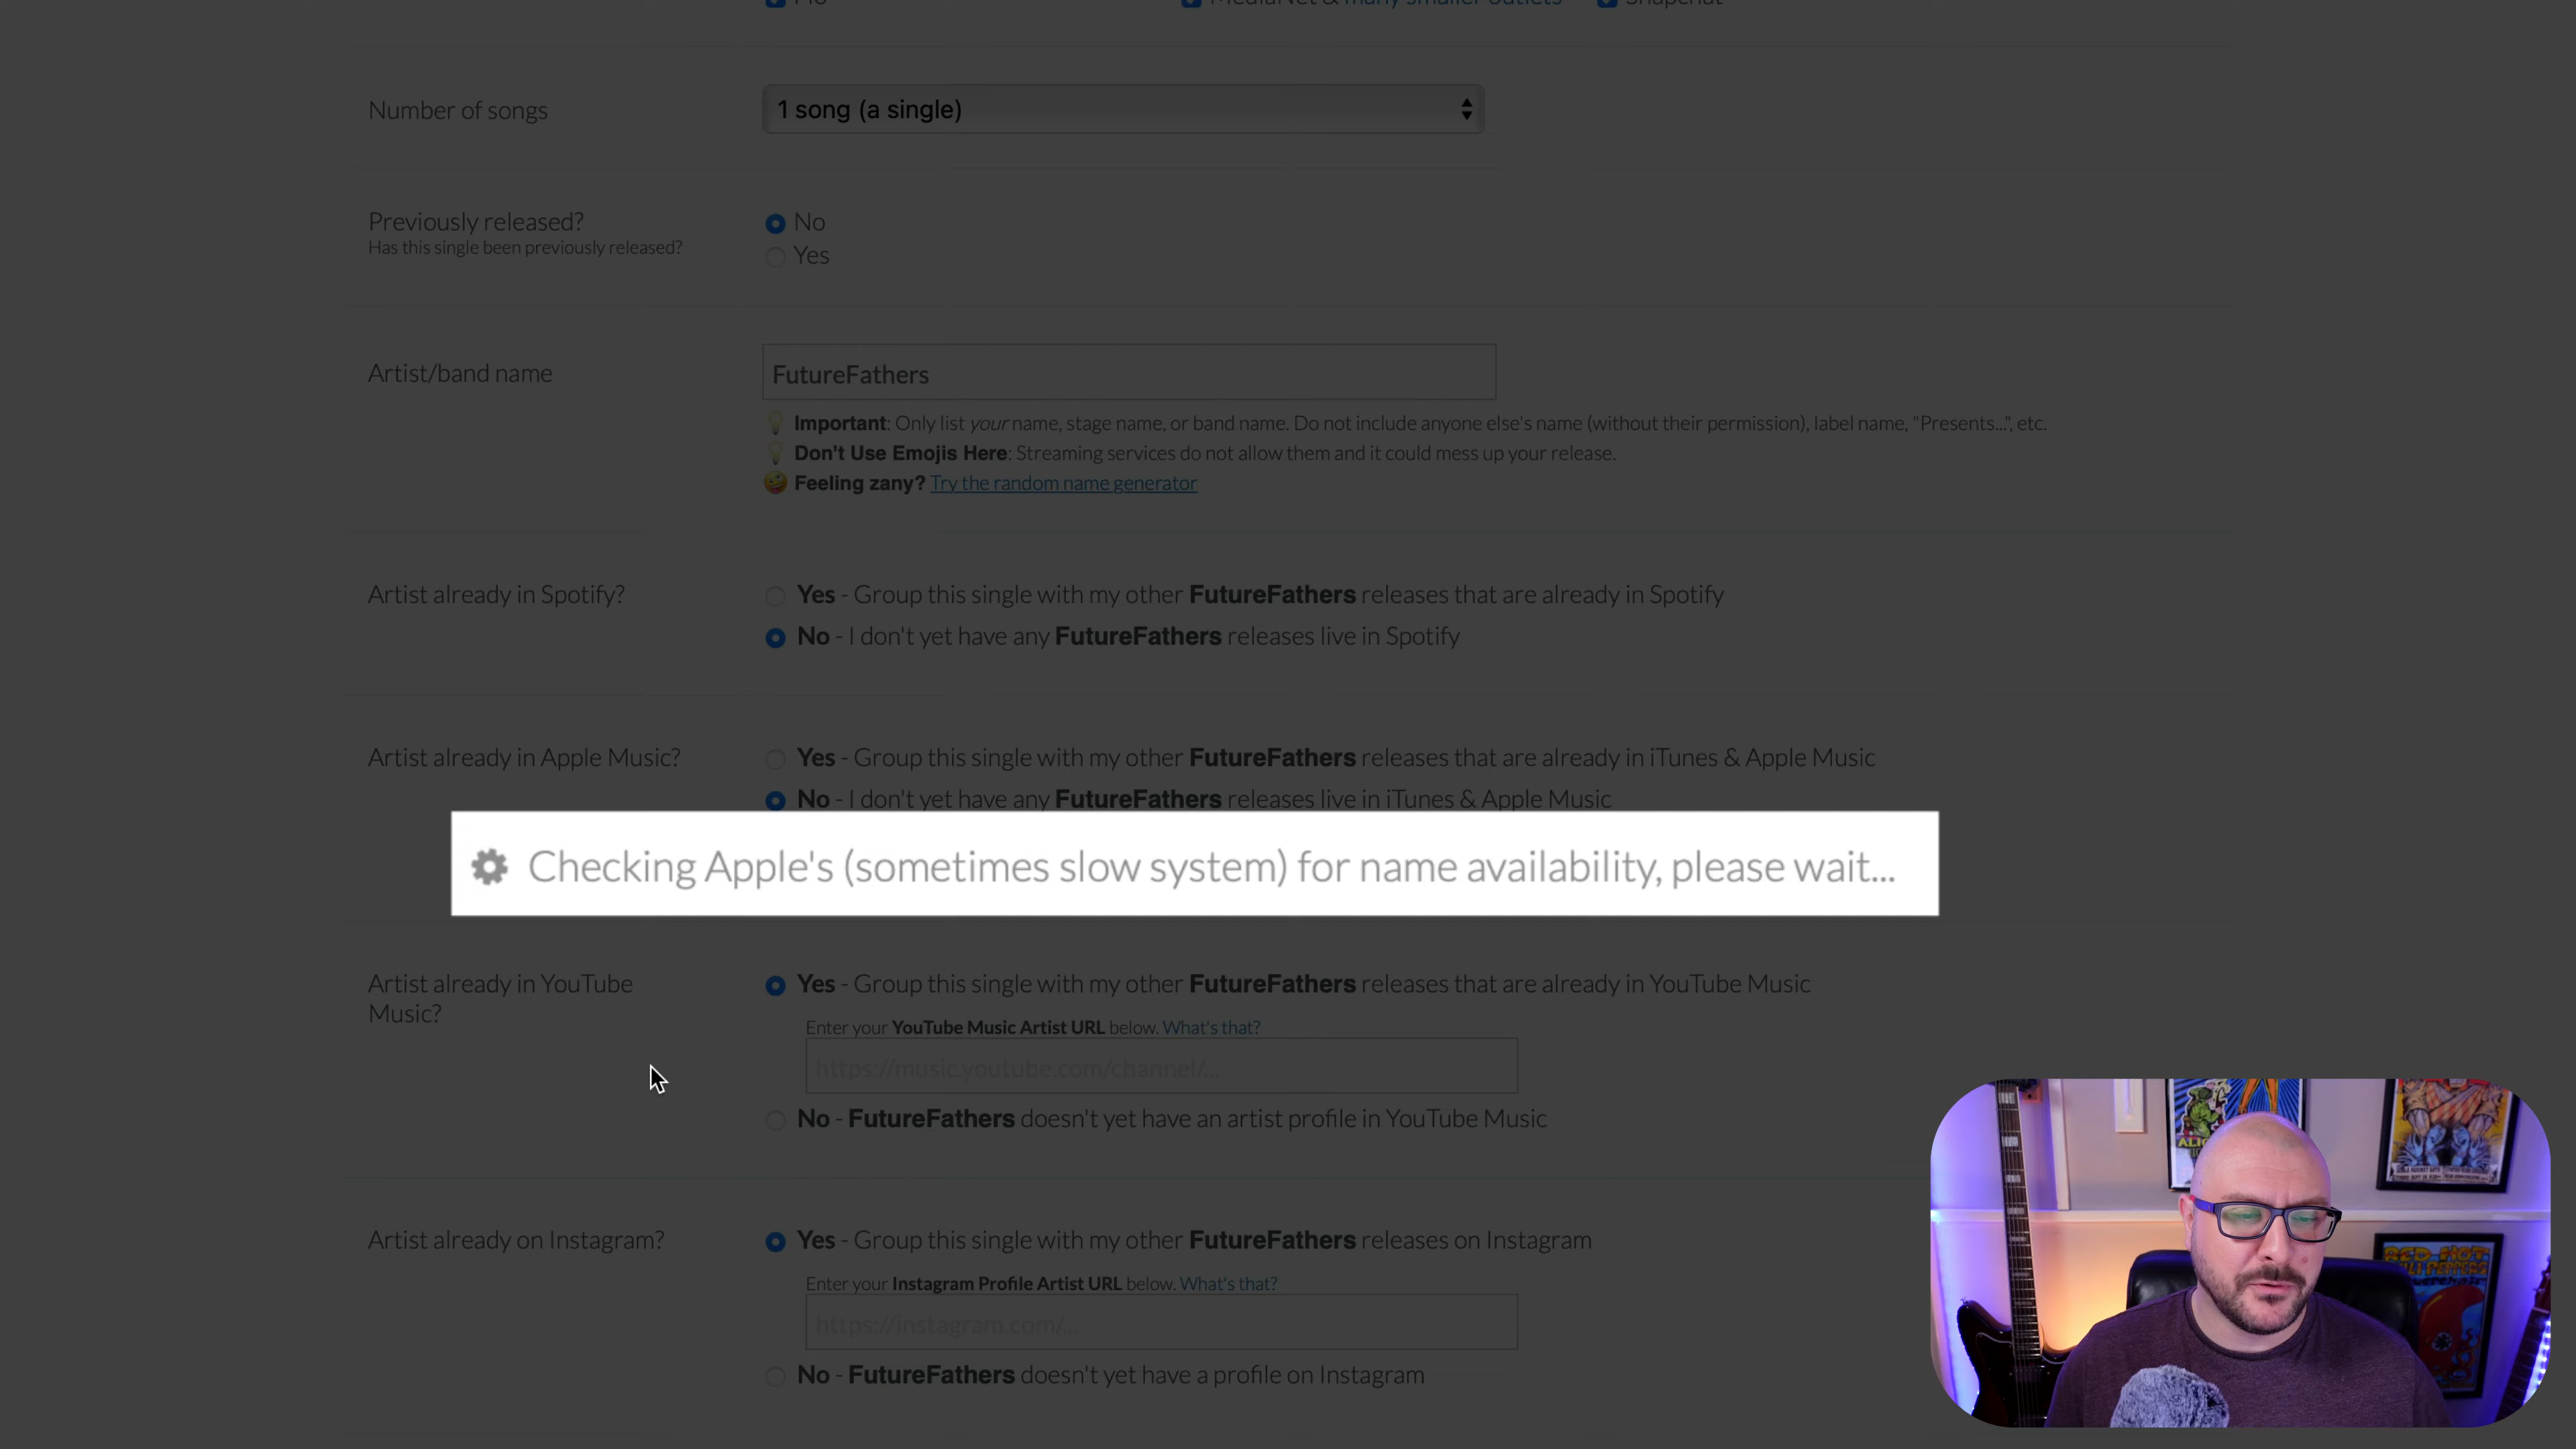 MediaNet & many smaller outlets
Snapchat
Number of songs
1 song (a single)
Previously released?
Has this single been previously released?
No
Yes
Artist/band name
FutureFathers
Important: Only list your name, stage name, or band name. Do not include anyone else's name (without their permission), label name, "Presents...", etc.
Don't Use Emojis Here: Streaming services do not allow them and it could mess up your release.
Feeling zany? Try the random name generator
Artist already in Spotify?
Yes - Group this single with my other FutureFathers releases that are already in Spotify
No - I don't yet have any FutureFathers releases live in Spotify
Artist already in Apple Music?
Yes - Group this single with my other FutureFathers releases that are already in iTunes & Apple Music
No - I don't yet have any FutureFathers releases live in iTunes & Apple Music
Checking Apple's (sometimes slow system) for name availability, please wait...
Artist already in YouTube
Music?
Yes - Group this single with my other FutureFathers releases that are already in YouTube Music
Enter your YouTube Music Artist URL below. What's that?
https://music.youtube.com/channel/...
No - FutureFathers doesn't yet have an artist profile in YouTube Music
Artist already on Instagram?
Yes - Group this single with my other FutureFathers releases on Instagram
Enter your Instagram Profile Artist URL below. What's that?
https://instagram.com/...
No - FutureFathers doesn't yet have a profile on Instagram
RED HOT